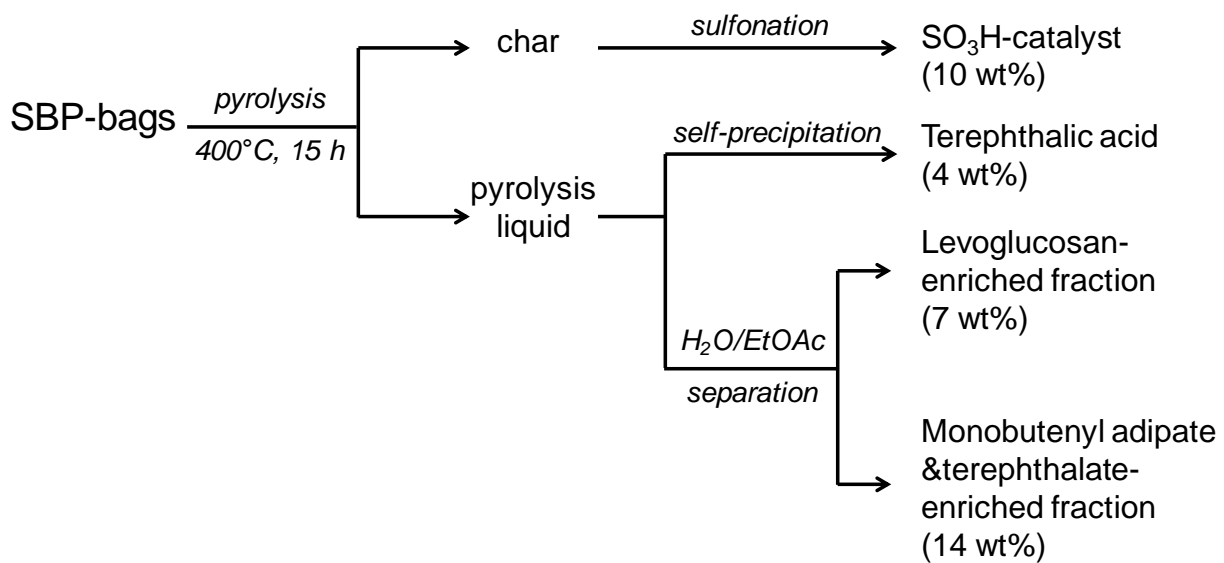 SBP-bags
pyrolysis
400°C, 15 h
char
sulfonation
SO₃H-catalyst
(10 wt%)
pyrolysis
liquid
self-precipitation
Terephthalic acid
(4 wt%)
H₂O/EtOAc
separation
Levoglucosan-
enriched fraction
(7 wt%)
Monobutenyl adipate
&terephthalate-
enriched fraction
(14 wt%)